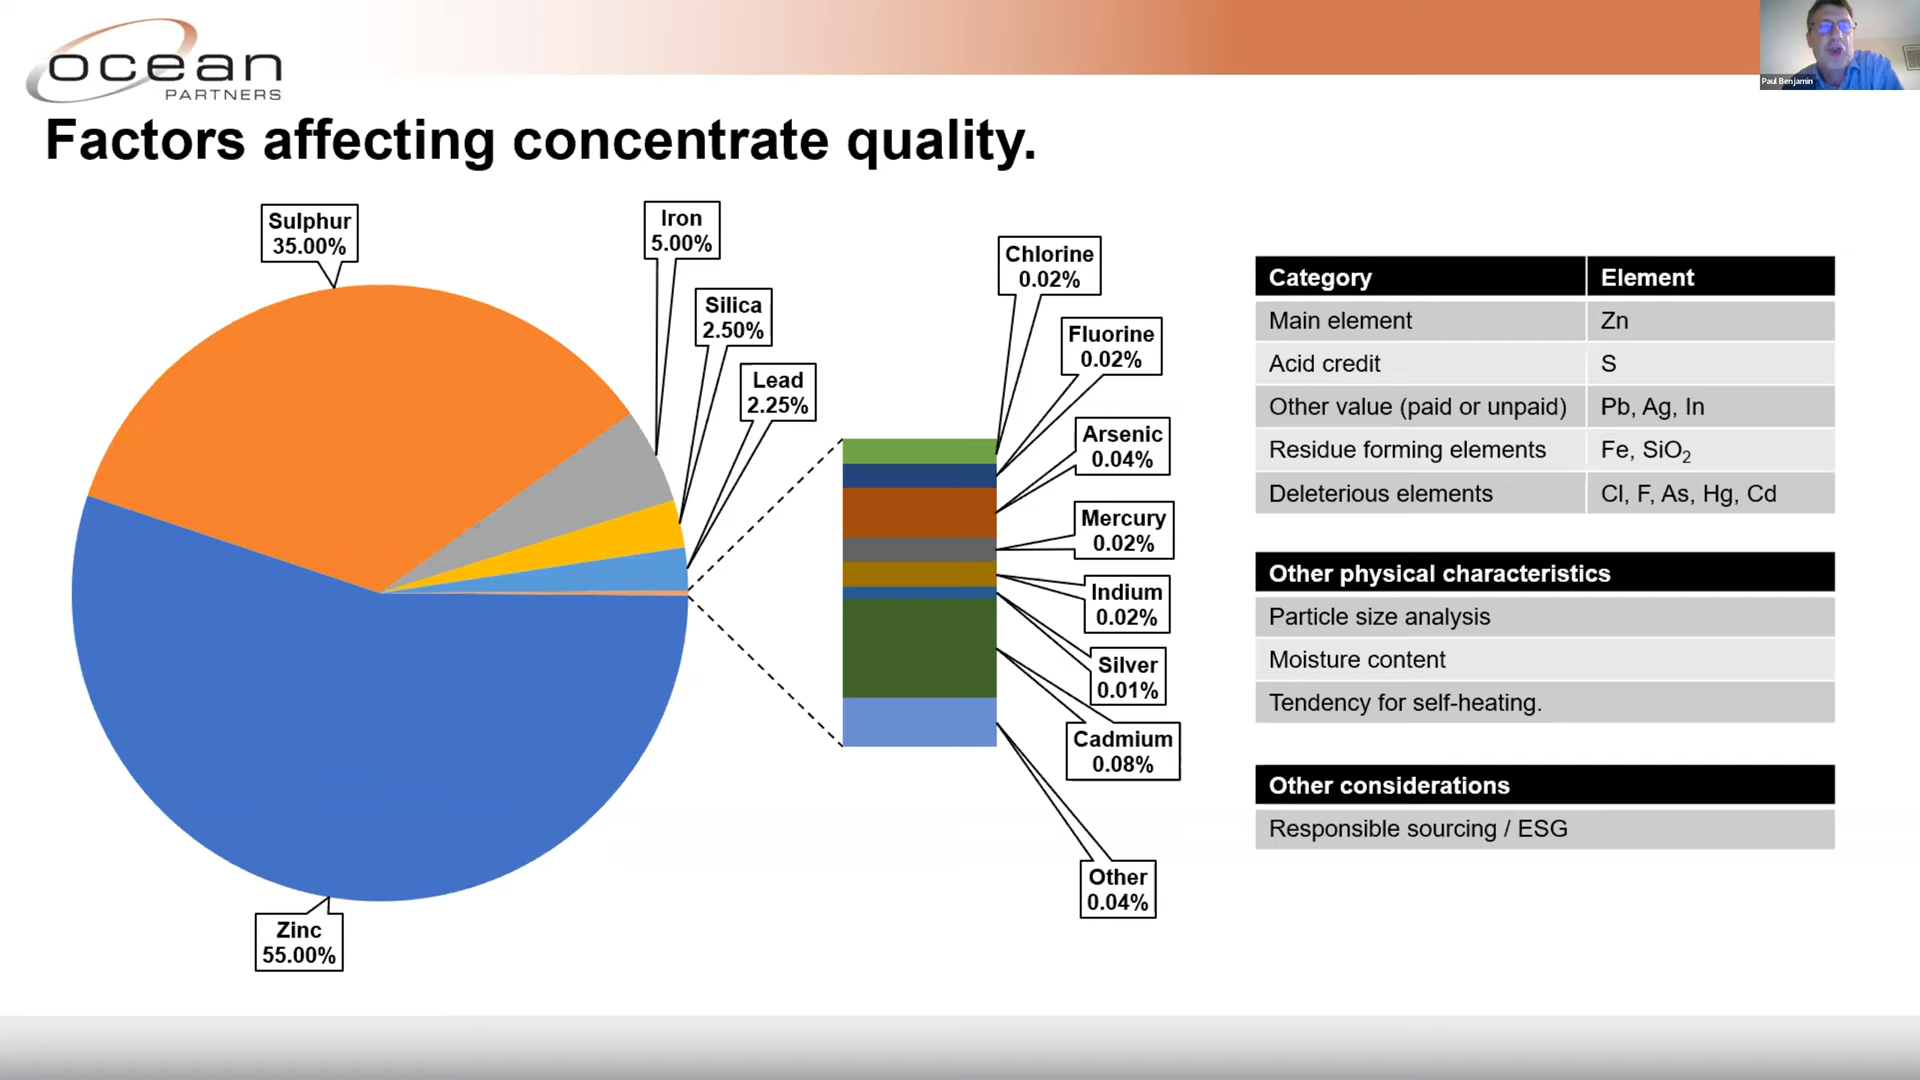 ocean
PARTNERS
Paul Benjamin
Factors affecting concentrate quality.
Sulphur
35.00%
Iron
5.00%
Silica
2.50%
Lead
2.25%
Zinc
55.00%
Chlorine
0.02%
Fluorine
0.02%
Arsenic
0.04%
Mercury
0.02%
Indium
0.02%
Silver
0.01%
Cadmium
0.08%
Other
0.04%
Category Element
Main element Zn
Acid credit S
Other value (paid or unpaid) Pb, Ag, In
Residue forming elements Fe, SiO₂
Deleterious elements Cl, F, As, Hg, Cd
Other physical characteristics
Particle size analysis
Moisture content
Tendency for self-heating.
Other considerations
Responsible sourcing / ESG